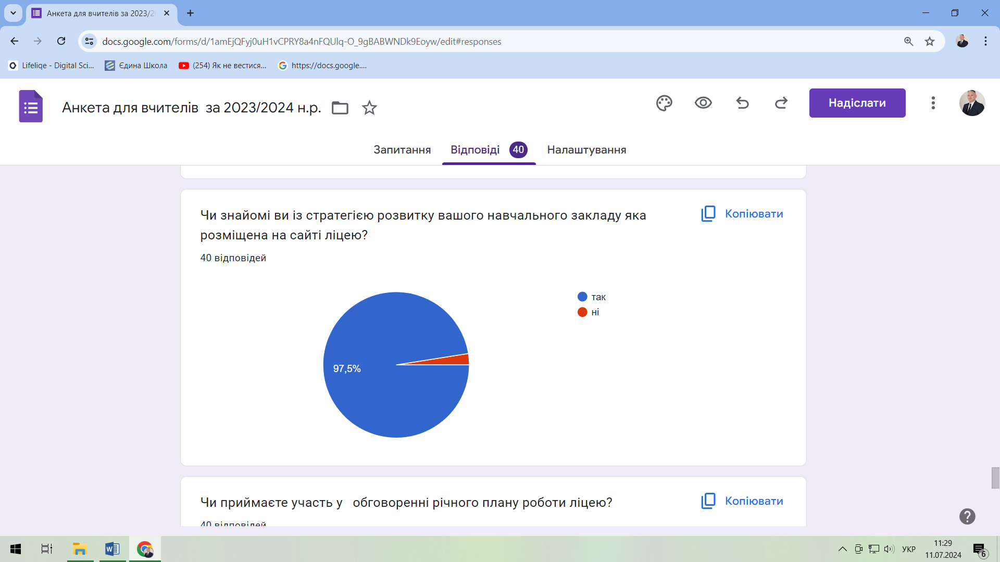 Анкета для вчителів за 2023/2
docs.google.com/forms/d/1amEjQFyj0uH1vCPRY8a4nFQUlq-O_9gBABWNDk9Eoyw/edit#responses
Lifeliqe - Digital Sci...
Єдина Школа
(254) Як не вестися...
https://docs.google....
Анкета для вчителів за 2023/2024 н.р.
Надіслати
Запитання
Відповіді 40
Налаштування
Чи знайомі ви із стратегією розвитку вашого навчального закладу яка
розміщена на сайті ліцею?
Копіювати
40 відповідей
так
ні
97,5%
Чи приймаєте участь у обговоренні річного плану роботи ліцею?
Копіювати
40 відповідей
УКР
11:29
11.07.2024
6